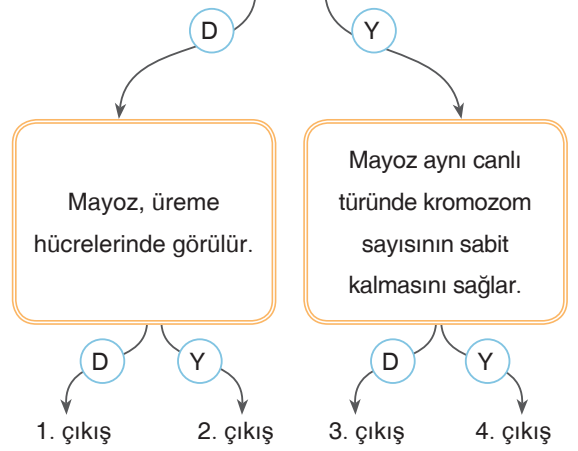 D
Y
Mayoz, üreme
hücrelerinde görülür.
Mayoz aynı canlı
türünde kromozom
sayısının sabit
kalmasını sağlar.
D
Y
D
Y
1. çıkış
2. çıkış
3. çıkış
4. çıkış